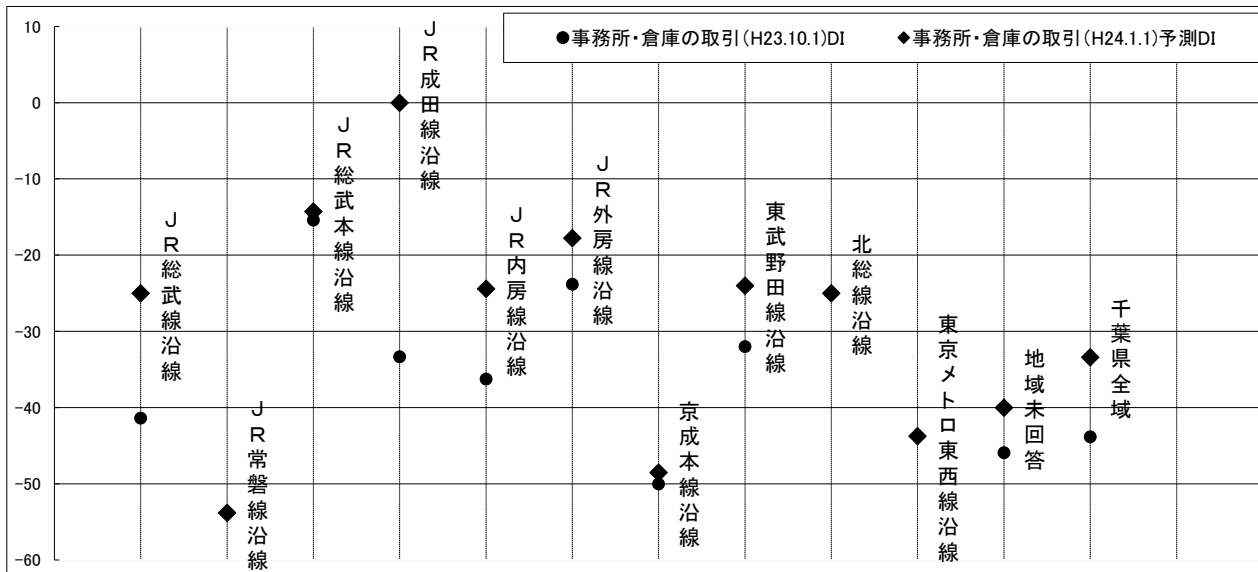 ●事務所・倉庫の取引(H23.10.1)DI
◆事務所・倉庫の取引(H24.1.1)予測DI
10
0
-10
-20
-30
-40
-50
-60
JR総武線沿線
JR常磐線沿線
JR総武本線沿線
JR成田線沿線
JR内房線沿線
JR外房線沿線
京成本線沿線
東武野田線沿線
北総線沿線
東京メトロ東西線沿線
地域未回答
千葉県全域